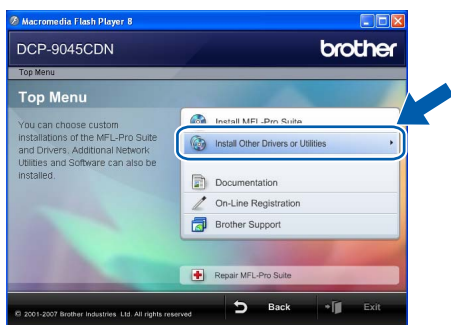 Macromedia Flash Player 8
DCP-9045CDN
brother
Top Menu
Top Menu
You can choose custom
installations of the MFL-Pro Suite
and Drivers. Additional Network
Utilities and Software can also be
installed.
Install MFL-Pro Suite
Install Other Drivers or Utilities
Documentation
On-Line Registration
Brother Support
Repair MFL-Pro Suite
© 2001-2007 Brother Industries Ltd. All rights reserved
Back
Exit